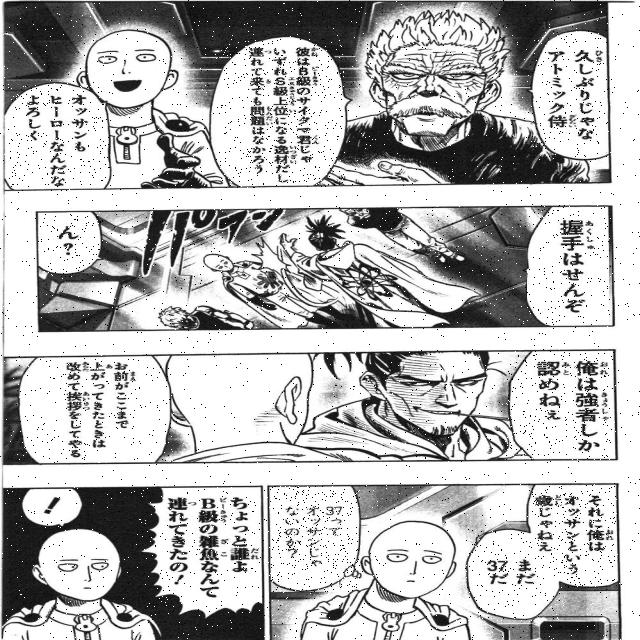 久しぶりじゃな
アトミック侍
彼はB級のサイタマ君じゃ
いずれS級上位になる逸材だし
連れて来ても問題はなかろう
オッサンも
ヒーローなんだな
よろしく
握手はせんぞ
パァン
ん？
俺は強者しか
認めねぇ
お前がここまで
上がってきたときは
改めて挨拶をしてやる
それに俺は
オッサンという
歳じゃねえ
まだ
37だ
37って
オッサンじゃ
ないのか？
ちょっと誰よ
B級の雑魚なんて
連れてきたの！
！